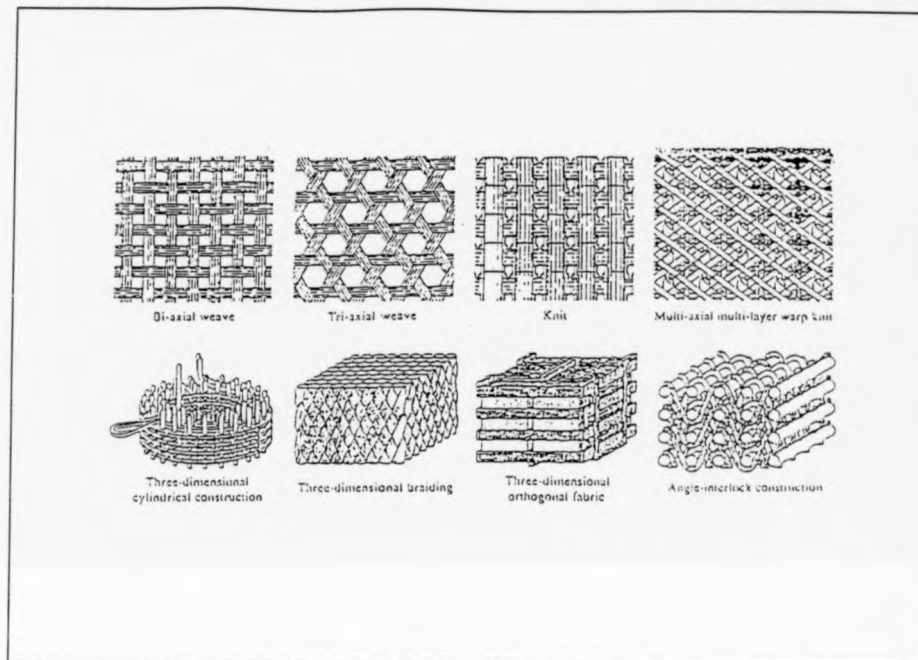 Bi-axial weave
Tri-axial weave
Knit
Multi-axial multi-layer warp knit
Three-dimensional
cylindrical construction
Three-dimensional braiding
Three-dimensional
orthogonal fabric
Angle-interlock construction